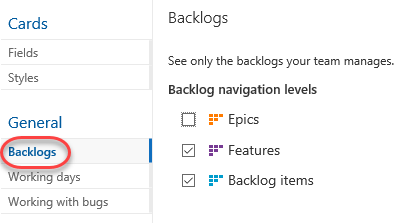 Cards
Fields
Styles
General
Backlogs
Working days
Working with bugs
Backlogs
See only the backlogs your team manages.
Backlog navigation levels
Epics
Features
Backlog items